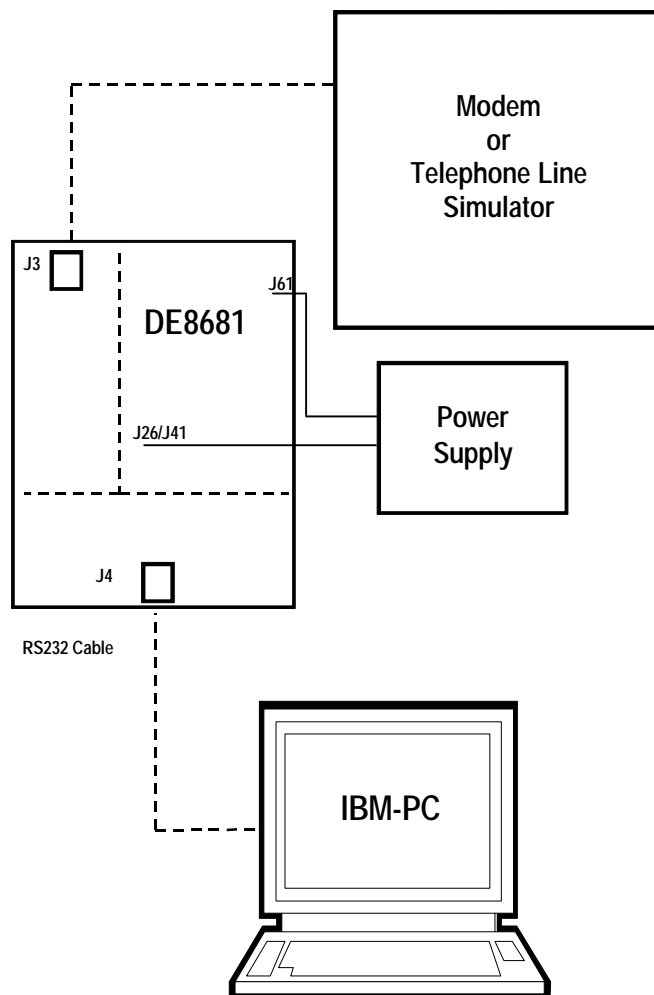 Modem
or
Telephone Line
Simulator
J3
J61
DE8681
J26/J41
Power
Supply
J4
RS232 Cable
IBM-PC